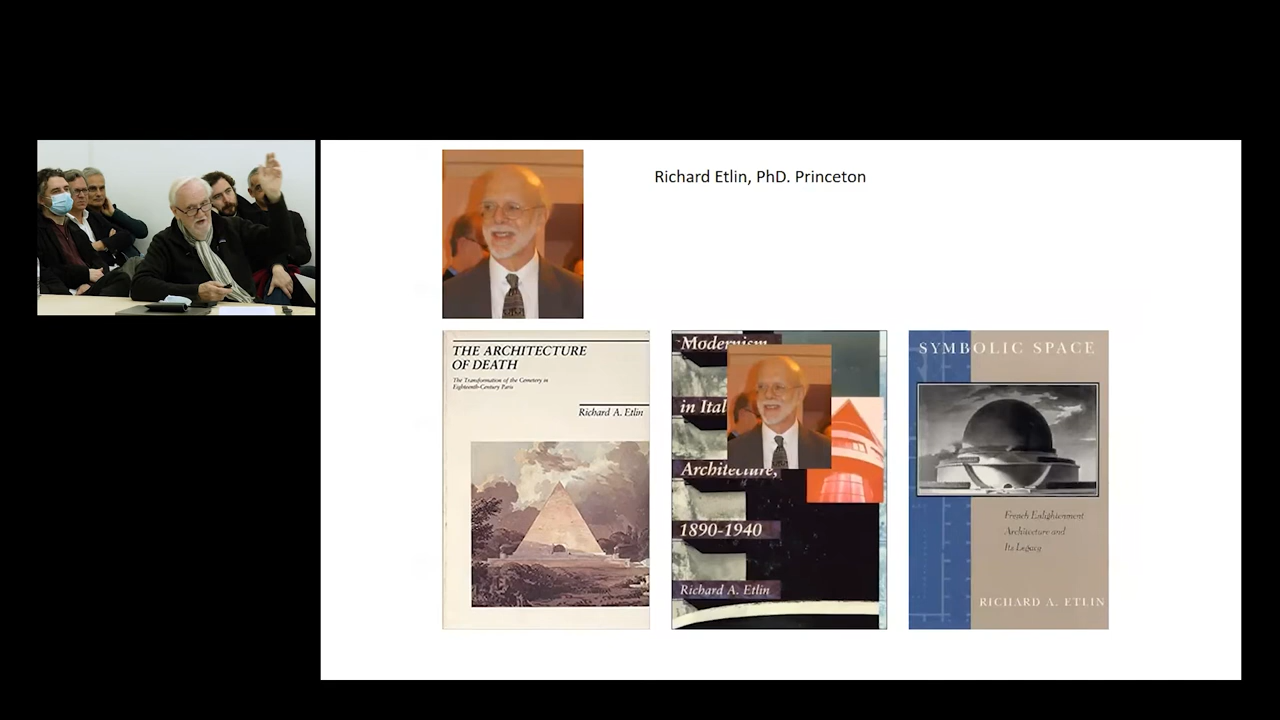 Richard Etlin, PhD. Princeton
THE ARCHITECTURE
OF DEATH
The Transformation of the Cemetery in
Eighteenth-Century Paris
Richard A. Etlin
Modernism
in Ital
Architecture,
1890-1940
Richard A. Etlin
SYMBOLIC SPACE
French Enlightenment
Architecture and
Its Legacy
RICHARD A. ETLIN